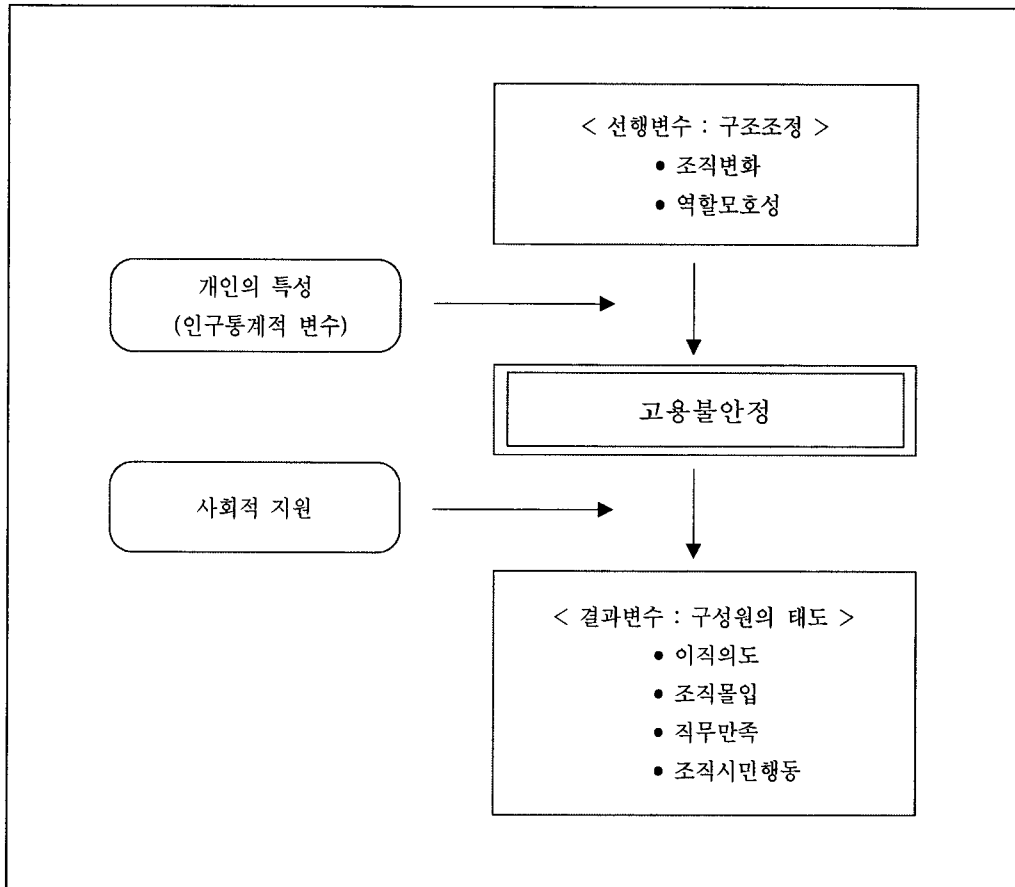 < 선행변수 : 구조조정 >
• 조직변화
• 역할모호성
개인의 특성
(인구통계적 변수)
고용불안정
사회적 지원
< 결과변수 : 구성원의 태도 >
• 이직의도
• 조직몰입
• 직무만족
• 조직시민행동